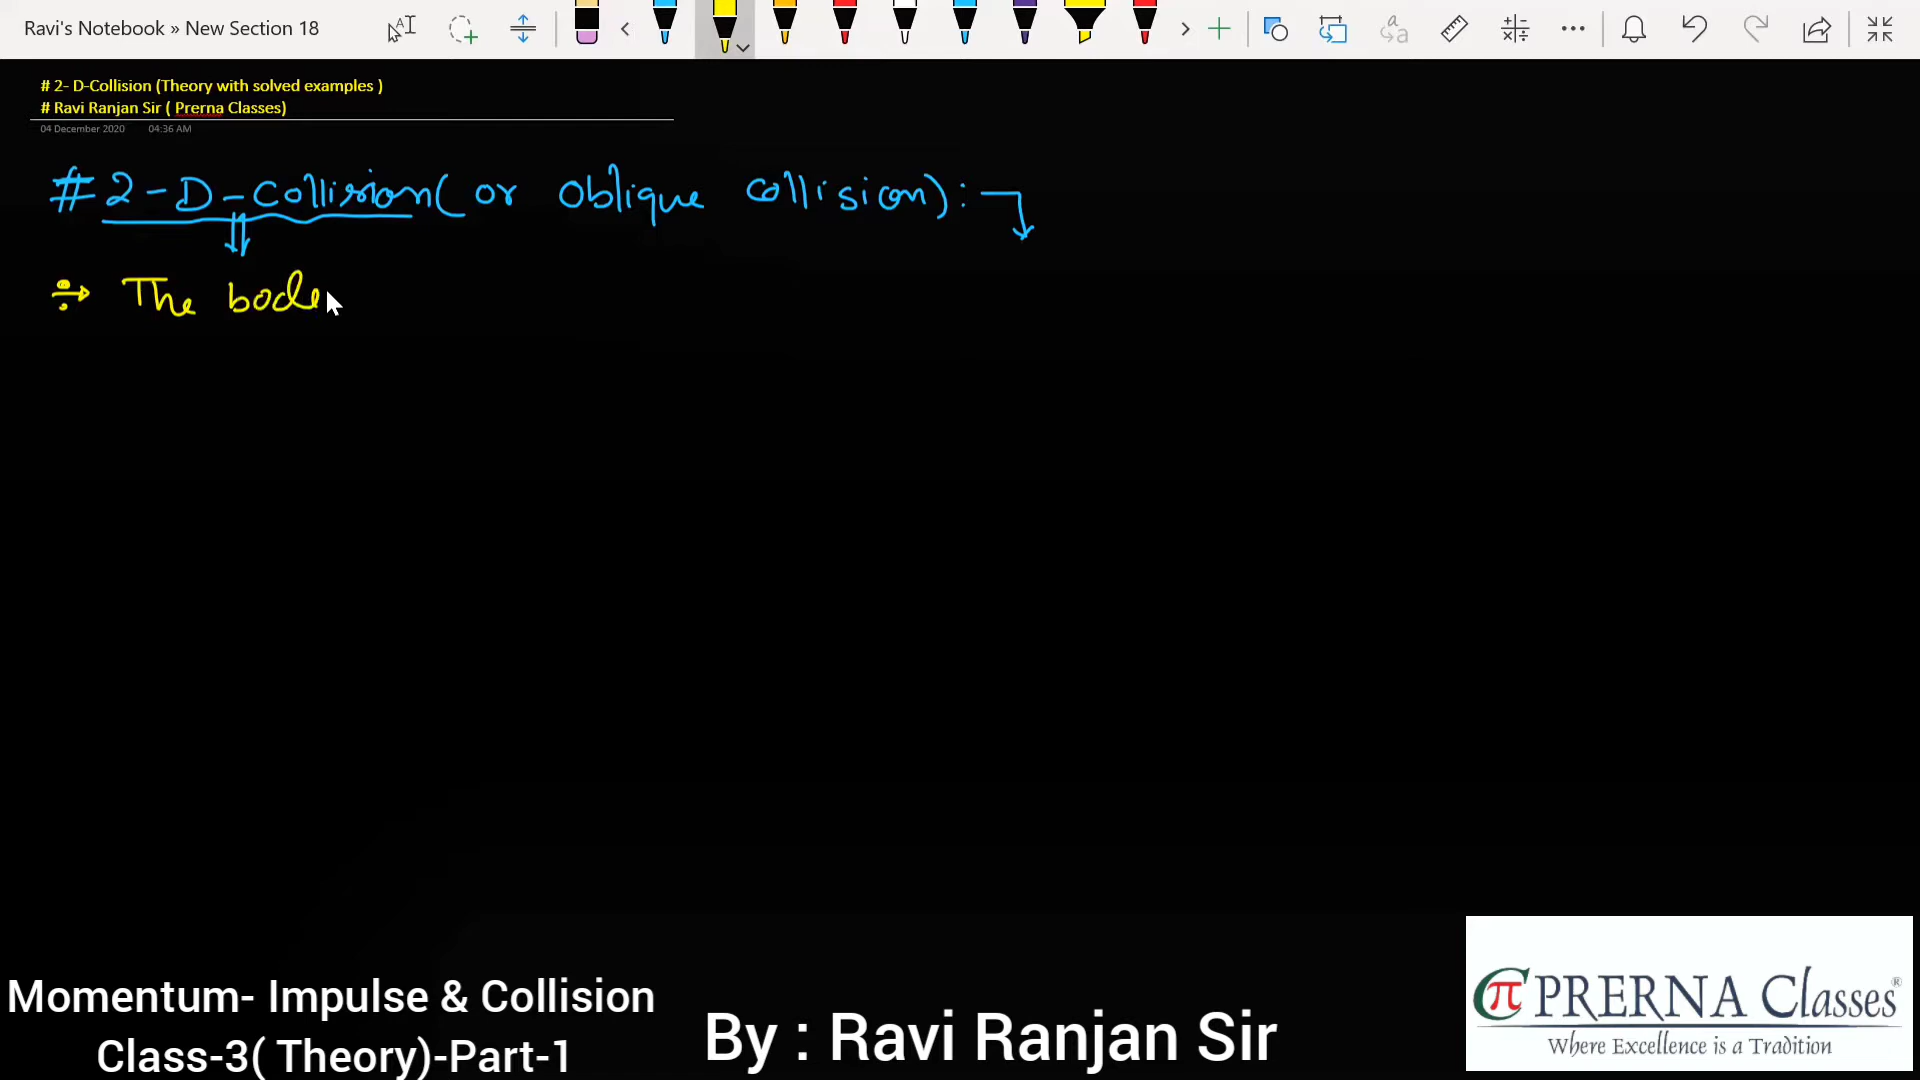 Ravi's Notebook » New Section 18
# 2- D-Collision (Theory with solved examples )
# Ravi Ranjan Sir ( Prerna Classes)
04 December 2020 04:36 AM
# 2-D-Collision (or oblique collision):
The bode
Momentum- Impulse & Collision
Class-3( Theory)-Part-1
By : Ravi Ranjan Sir
π PRERNA Classes®
Where Excellence is a Tradition